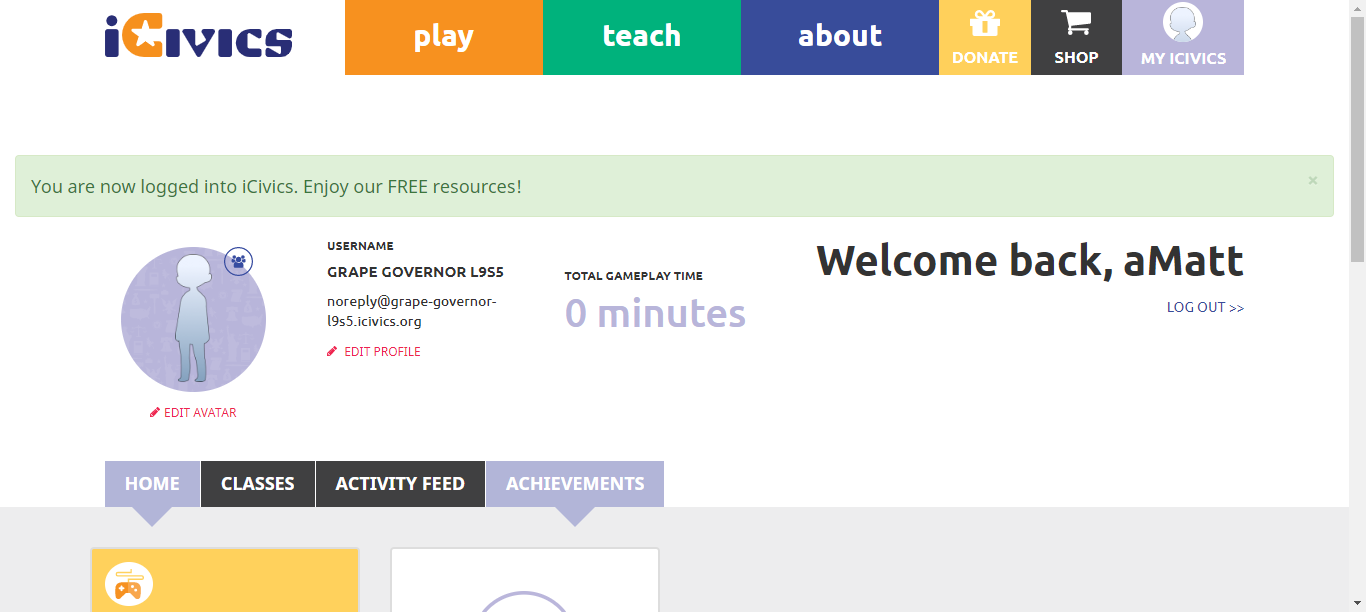 iCivics
play
teach
about
DONATE
SHOP
MY ICIVICS
You are now logged into iCivics. Enjoy our FREE resources!
×
USERNAME
GRAPE GOVERNOR L9S5
noreply@grape-governor-
l9s5.icivics.org
EDIT PROFILE
EDIT AVATAR
TOTAL GAMEPLAY TIME
0 minutes
Welcome back, aMatt
LOG OUT >>
HOME
CLASSES
ACTIVITY FEED
ACHIEVEMENTS